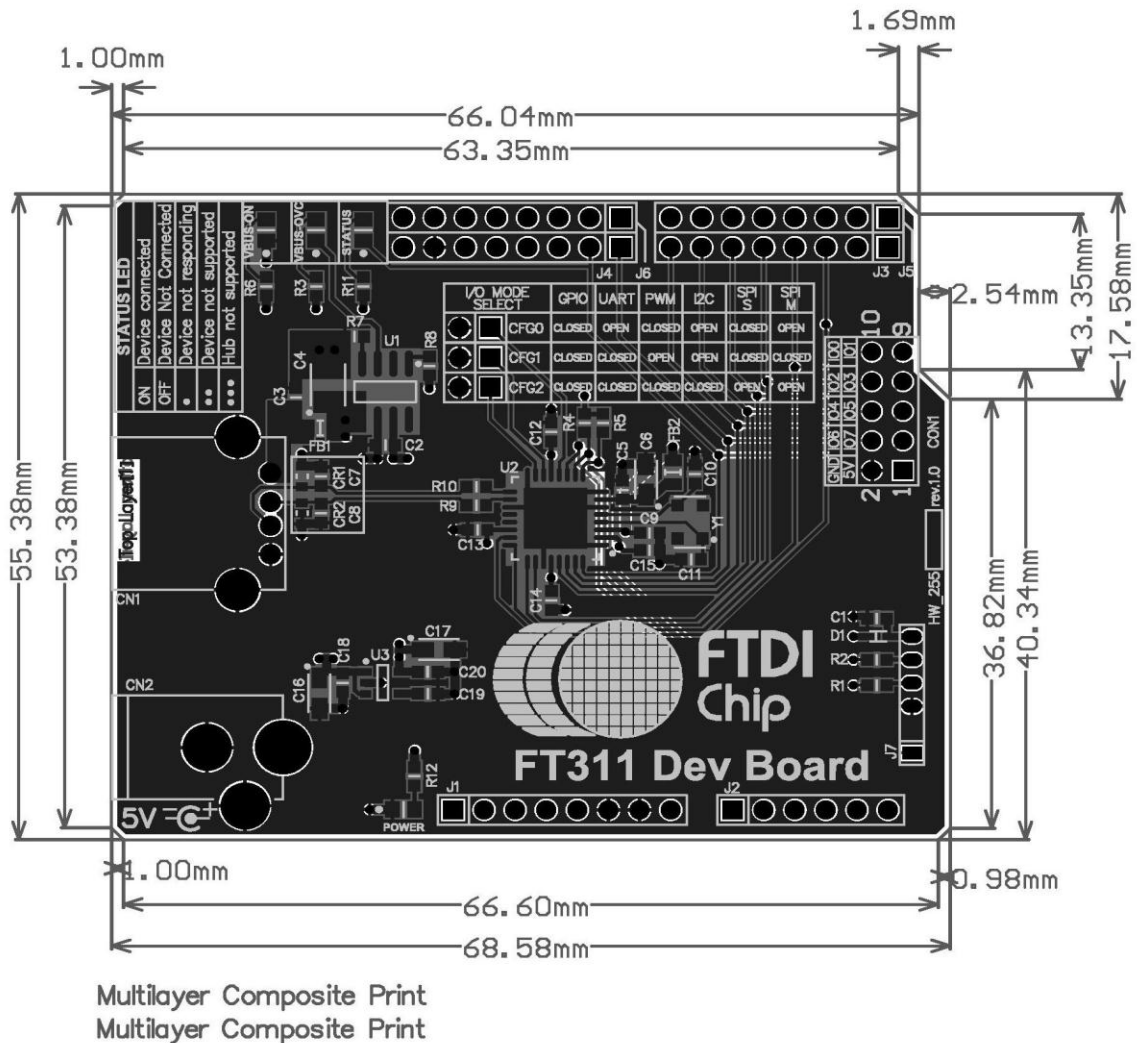 1.69mm
1.00mm
66.04mm
63.35mm
55.38mm
53.38mm
13.35mm
17.58mm
2.54mm
36.82mm
40.34mm
STATUS LED
ON Device connected
OFF Device Not Connected
• Device not responding
•• Device not supported
••• Hub not supported
VBUS-ON
VBUS-OVC
STATUS
R6
R3
R11
J4 J6
J3 J5
I/O MODE SELECT GPIO UART PWM I2C SPI S SPI M
CFG0 CLOSED OPEN CLOSED OPEN CLOSED OPEN
CFG1 CLOSED CLOSED OPEN OPEN CLOSED CLOSED
CFG2 CLOSED CLOSED CLOSED CLOSED OPEN OPEN
R7
U1
R8
C4
C3
FB1
C2
10 9
IO0 IO1
IO2 IO3
IO4 IO5
IO6 IO7
GND 5V
2 1
CON1
rev.1.0
HW_255
C12
R4
R5
C5
C6
FB2
C10
U2
CR1 C7
CR2 C8
R10
R9
C13
C9
Y1
C15
C11
C14
CN1
CN2
C18
C16
U3
C17
C20
C19
FTDI
Chip
FT311 Dev Board
C1
D1
R2
R1
J7
R12
POWER
J1
J2
5V
1.00mm
0.98mm
66.60mm
68.58mm
Multilayer Composite Print
Multilayer Composite Print